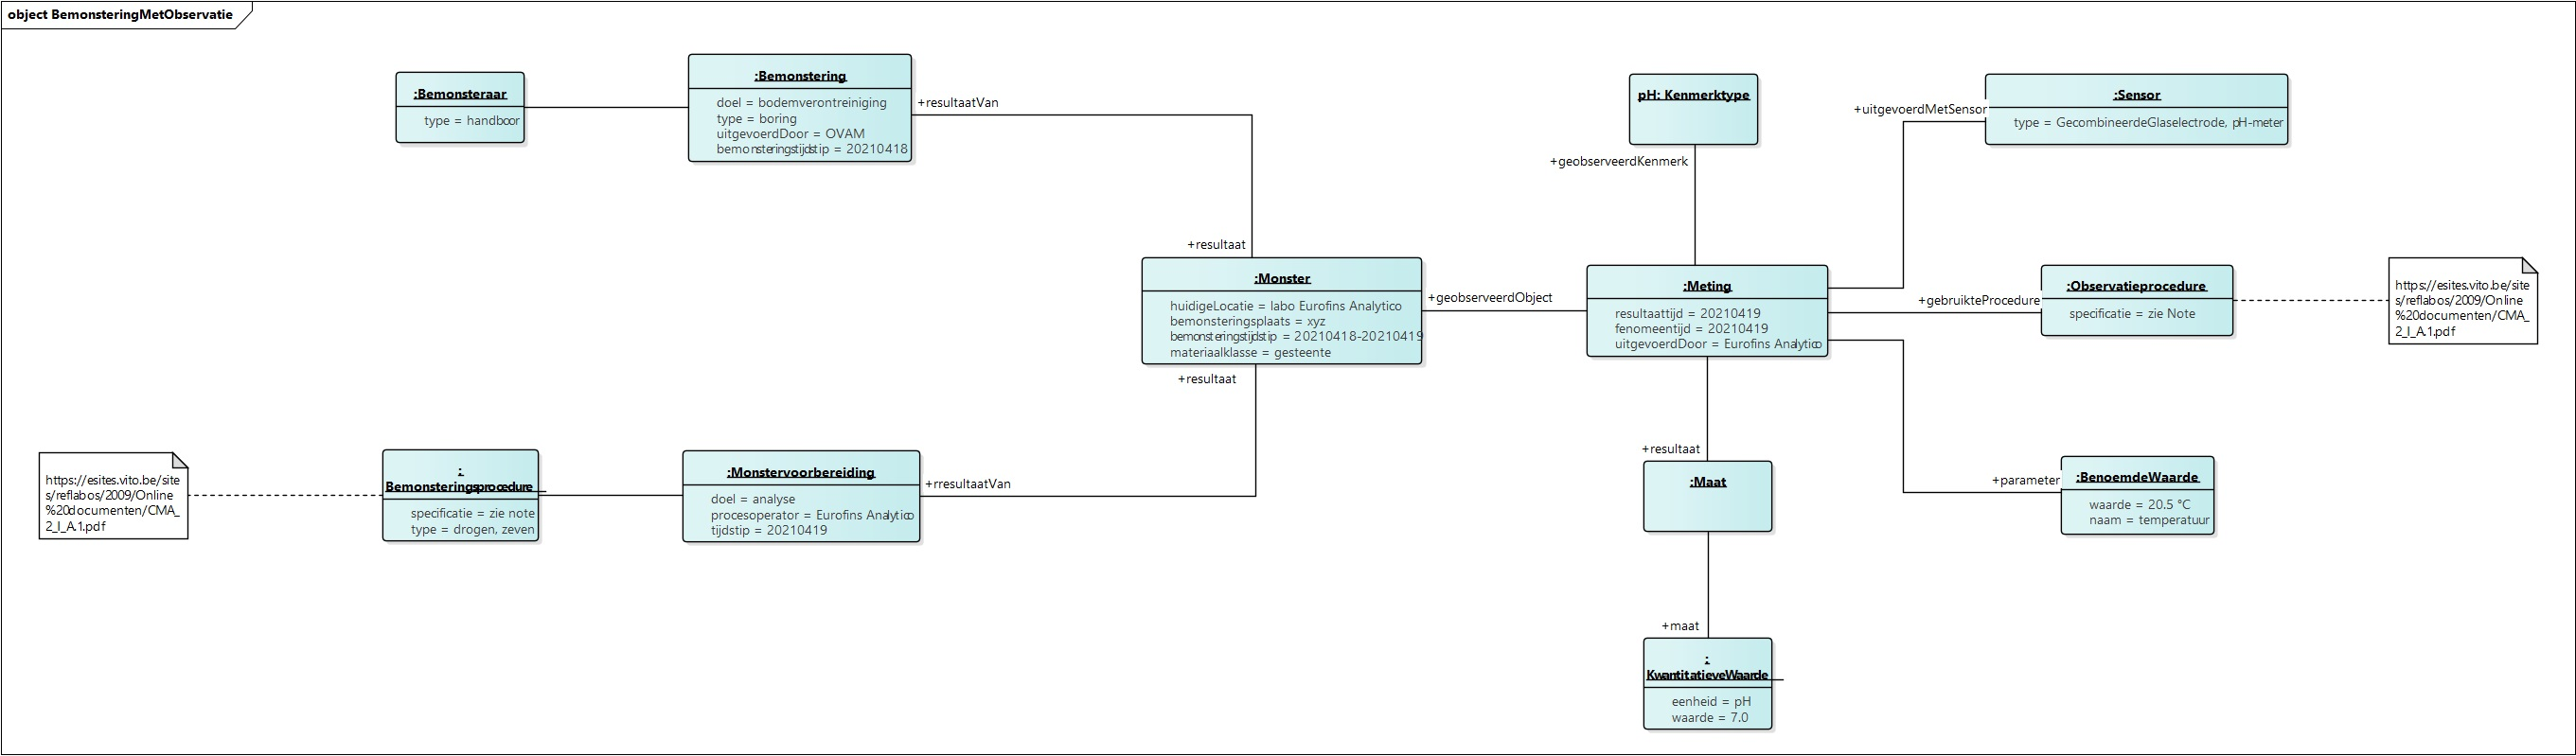 object BemonsteringMetObservatie
:Bemonsteraar
type = handboor
:Bemonstering
doel = bodemverontreiniging
type = boring
uitgevoerdDoor = OVAM
bemonsteringstijdstip = 20210418
+resultaatVan
+resultaat
pH: Kenmerktype
+geobserveerdKenmerk
+uitgevoerdMetSensor
:Sensor
type = GecombineerdeGlaselectrode, pH-meter
:Monster
huidigeLocatie = labo Eurofins Analytico
bemonsteringsplaats = xyz
bemonsteringstijdstip = 20210418-20210419
materiaalklasse = gesteente
+resultaat
+geobserveerdObject
:Meting
resultaattijd = 20210419
fenomeentijd = 20210419
uitgevoerdDoor = Eurofins Analytico
+gebruikteProcedure
:Observatieprocedure
specificatie = zie Note
https://esites.vito.be/site
s/reflabos/2009/Online
%20documenten/CMA_
2_I_A.1.pdf
https://esites.vito.be/site
s/reflabos/2009/Online
%20documenten/CMA_
2_I_A.1.pdf
:
Bemonsteringsprocedure
specificatie = zie note
type = drogen, zeven
:Monstervoorbereiding
doel = analyse
procesoperator = Eurofins Analytico
tijdstip = 20210419
+rresultaatVan
+resultaat
:Maat
+parameter
:BenoemdeWaarde
waarde = 20.5 °C
naam = temperatuur
+maat
:
KwantitatieveWaarde
eenheid = pH
waarde = 7.0